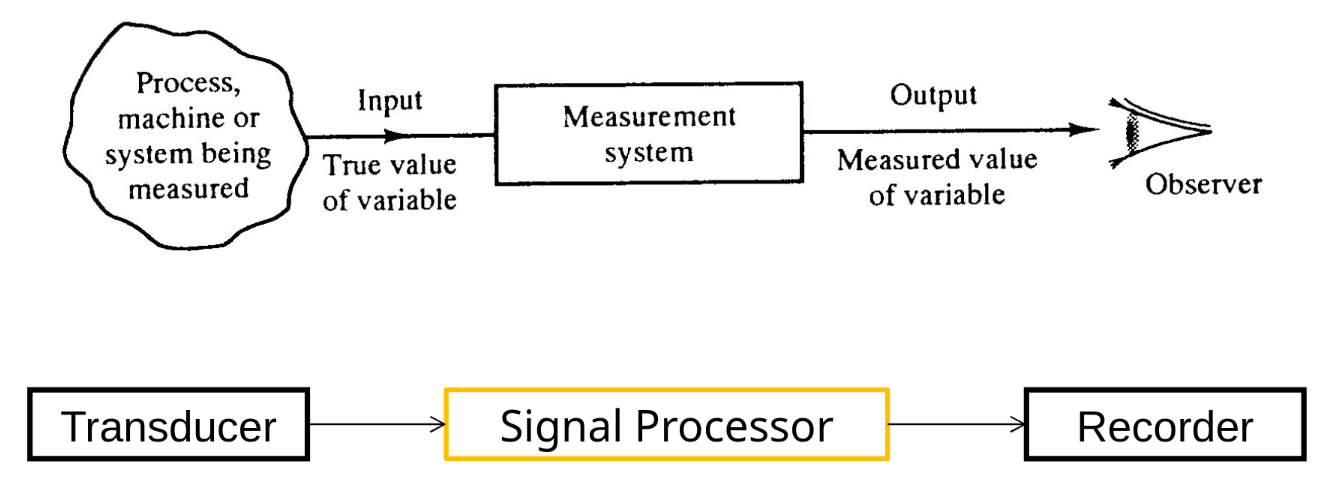 Process,
machine or
system being
measured
Input
True value
of variable
Measurement
system
Output
Measured value
of variable
Observer
Transducer
Signal Processor
Recorder